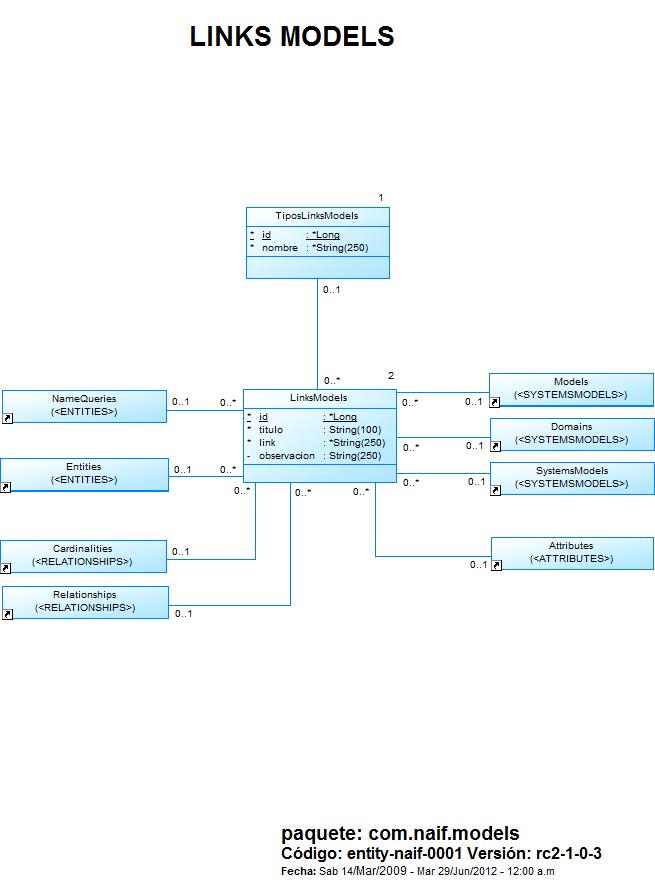 LINKS MODELS
1
TiposLinksModels
* id : *Long
* nombre : *String(250)
0..1
0..*
2
LinksModels
* id : *Long
* titulo : String(100)
* link : *String(250)
- observacion : String(250)
NameQueries
(<ENTITIES>)
0..1 0..*
Entities
(<ENTITIES>)
0..1 0..*
Models
(<SYSTEMSMODELS>)
0..* 0..1
Domains
(<SYSTEMSMODELS>)
0..* 0..1
SystemsModels
(<SYSTEMSMODELS>)
0..* 0..1
0..* 0..* 0..*
Cardinalities
(<RELATIONSHIPS>)
0..1
Attributes
(<ATTRIBUTES>)
0..1
Relationships
(<RELATIONSHIPS>)
0..1
paquete: com.naif.models
Código: entity-naif-0001 Versión: rc2-1-0-3
Fecha: Sab 14/Mar/2009 - Mar 29/Jun/2012 - 12:00 a.m